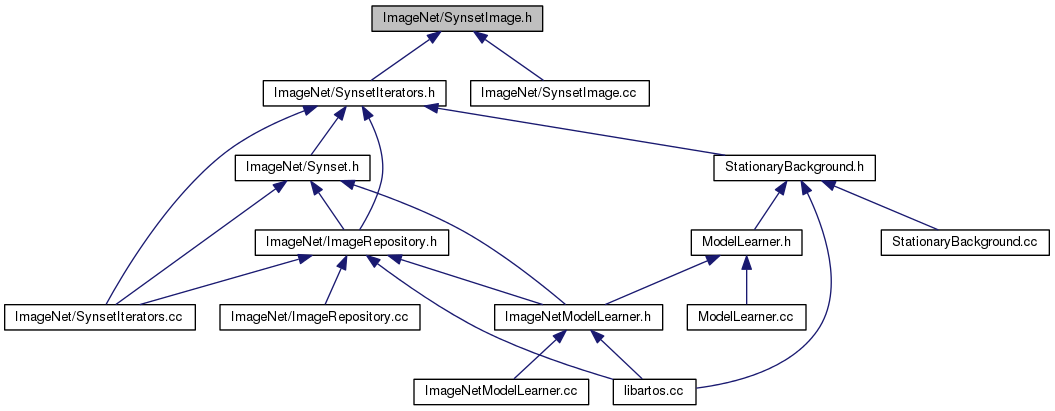 ImageNet/SynsetImage.h
ImageNet/SynsetIterators.h
ImageNet/SynsetImage.cc
ImageNet/Synset.h
StationaryBackground.h
ImageNet/ImageRepository.h
ModelLearner.h
StationaryBackground.cc
ImageNet/SynsetIterators.cc
ImageNet/ImageRepository.cc
ImageNetModelLearner.h
ModelLearner.cc
ImageNetModelLearner.cc
libartos.cc